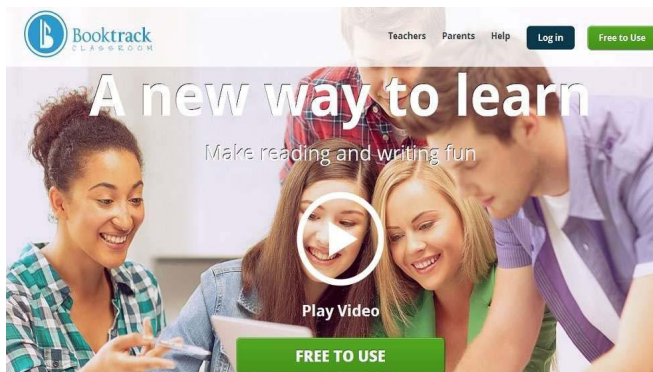 Booktrack
CLASSROOM
Teachers Parents Help Log in Free to Use
A new way to learn
Make reading and writing fun
Play Video
FREE TO USE